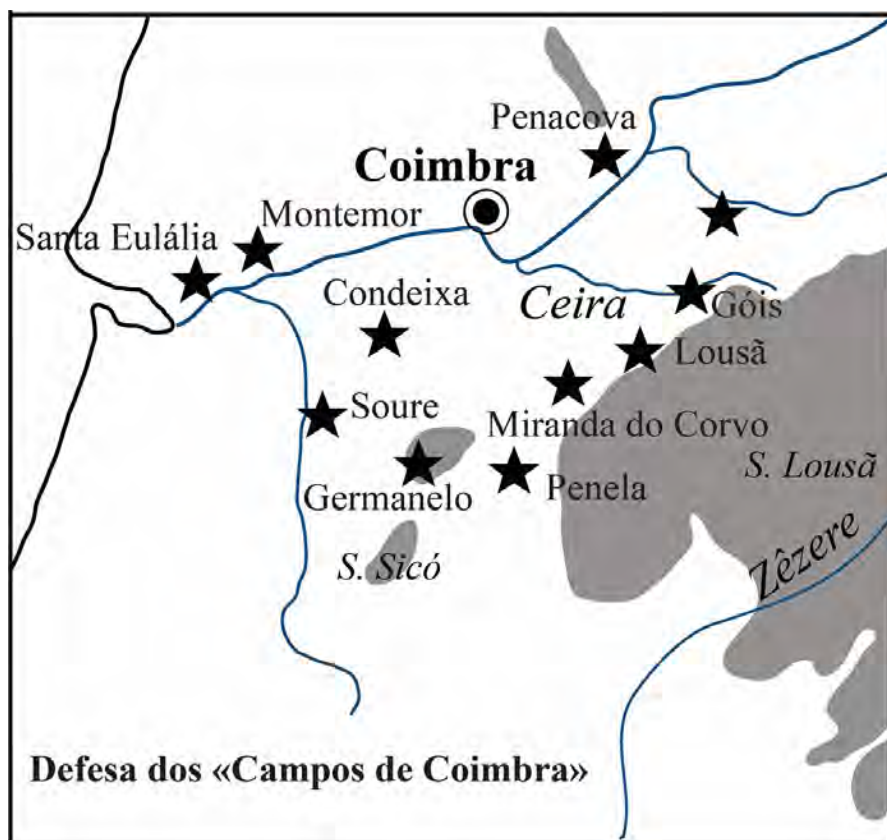 Penacova
Coimbra
Montemor
Santa Eulália
Condeixa
Ceira
Góis
Lousã
Soure
Miranda do Corvo
S. Lousã
Germanelo
Penela
S. Sicó
Zêzere
Defesa dos «Campos de Coimbra»